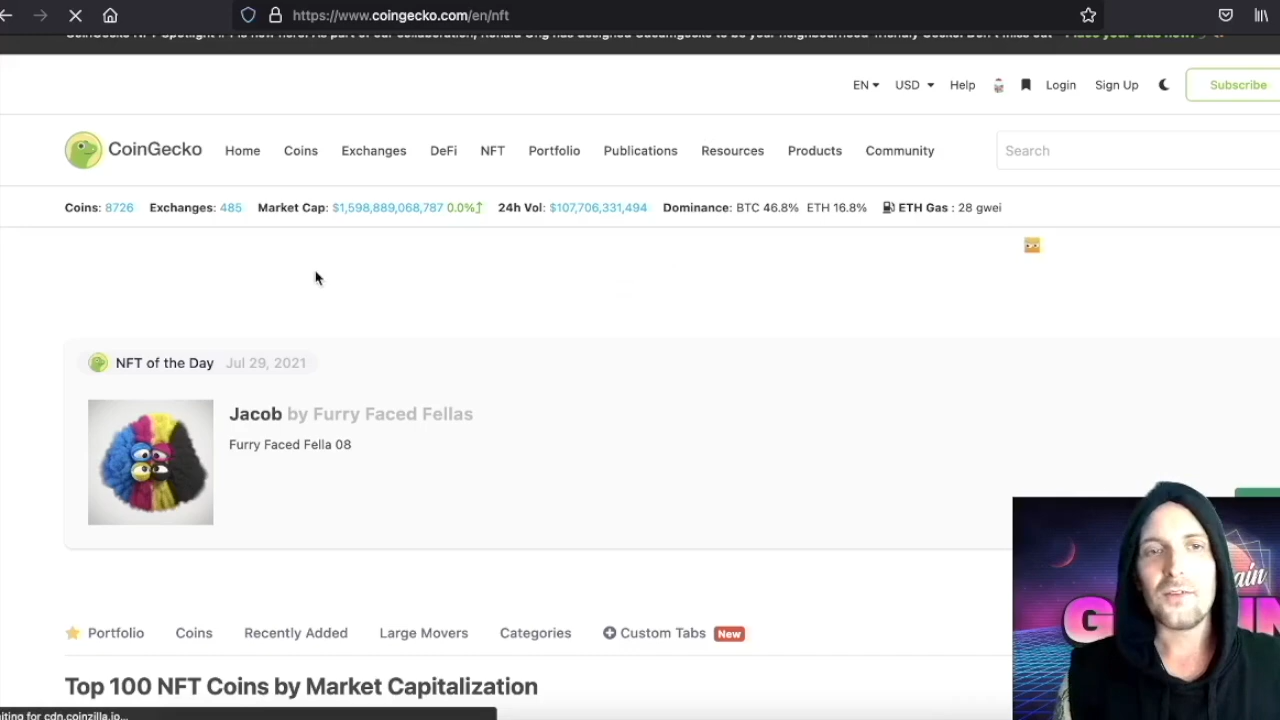 https://www.coingecko.com/en/nft
EN USD Help Login Sign Up Subscribe
CoinGecko Home Coins Exchanges DeFi NFT Portfolio Publications Resources Products Community Search
Coins: 8726 Exchanges: 485 Market Cap: $1,598,889,068,787 0.0% 24h Vol: $107,706,331,494 Dominance: BTC 46.8% ETH 16.8% ETH Gas : 28 gwei
NFT of the Day Jul 29, 2021
Jacob by Furry Faced Fellas
Furry Faced Fella 08
Portfolio Coins Recently Added Large Movers Categories Custom Tabs New
Top 100 NFT Coins by Market Capitalization
for cdn.coinzilla.io...